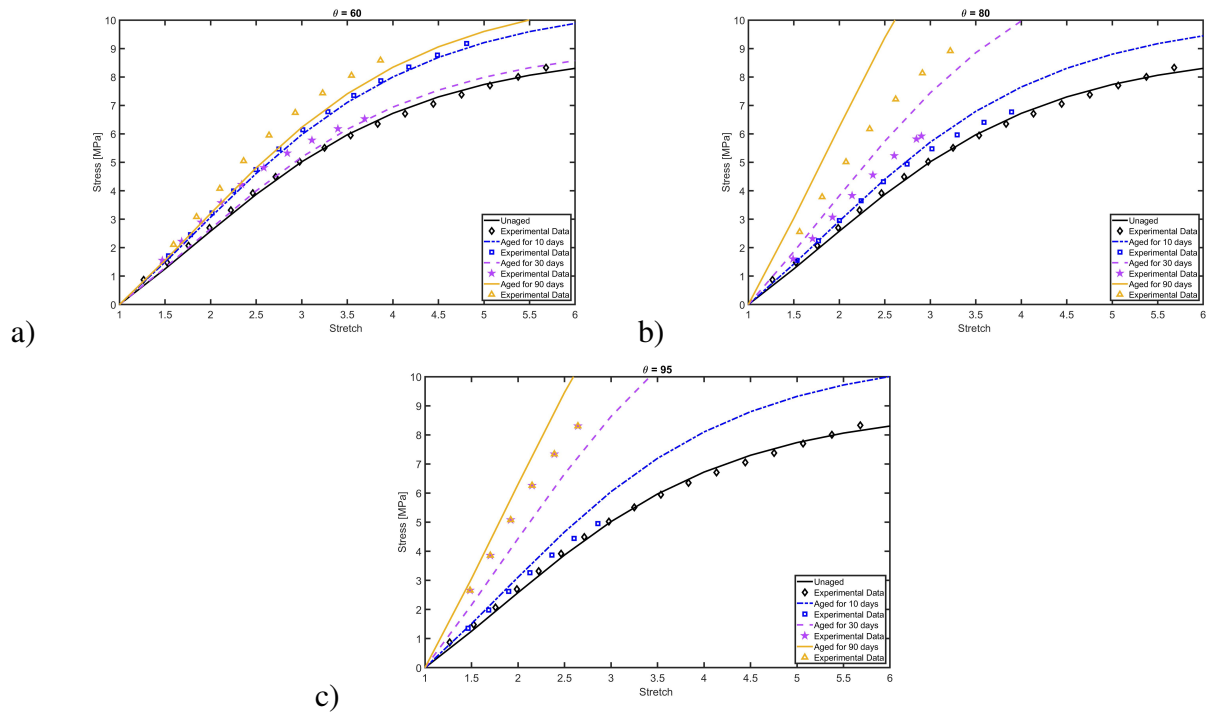 θ = 60
10
9
8
7
6
5
4
3
2
1
0
Stress [MPa]
1 1.5 2 2.5 3 3.5 4 4.5 5 5.5 6
Stretch
Unaged
Experimental Data
Aged for 10 days
Experimental Data
Aged for 30 days
Experimental Data
Aged for 90 days
Experimental Data
a)
θ = 80
10
9
8
7
6
5
4
3
2
1
0
Stress [MPa]
1 1.5 2 2.5 3 3.5 4 4.5 5 5.5 6
Stretch
Unaged
Experimental Data
Aged for 10 days
Experimental Data
Aged for 30 days
Experimental Data
Aged for 90 days
Experimental Data
b)
θ = 95
10
9
8
7
6
5
4
3
2
1
0
Stress [MPa]
1 1.5 2 2.5 3 3.5 4 4.5 5 5.5 6
Stretch
Unaged
Experimental Data
Aged for 10 days
Experimental Data
Aged for 30 days
Experimental Data
Aged for 90 days
Experimental Data
c)